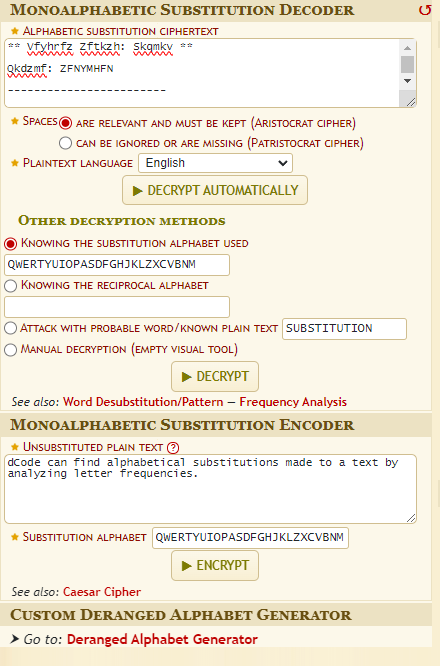 Monoalphabetic Substitution Decoder ↺
★ Alphabetic substitution ciphertext
** Vfyhrfz Zftkzh: Skqmkv **
Qkdzmf: ZFNYMHFN
-----------------------
★ Spaces are relevant and must be kept (Aristocrat cipher)
can be ignored or are missing (Patristocrat cipher)
★ Plaintext language English
▶ DECRYPT AUTOMATICALLY
Other decryption methods
Knowing the substitution alphabet used
QWERTYUIOPASDFGHJKLZXCVBNM
Knowing the reciprocal alphabet
Attack with probable word/known plain text SUBSTITUTION
Manual decryption (empty visual tool)
▶ DECRYPT
See also: Word Desubstitution/Pattern — Frequency Analysis
Monoalphabetic Substitution Encoder
★ Unsubstituted plain text ?
dCode can find alphabetical substitutions made to a text by
analyzing letter frequencies.
★ Substitution alphabet QWERTYUIOPASDFGHJKLZXCVBNM
▶ ENCRYPT
See also: Caesar Cipher
Custom Deranged Alphabet Generator
➤ Go to: Deranged Alphabet Generator